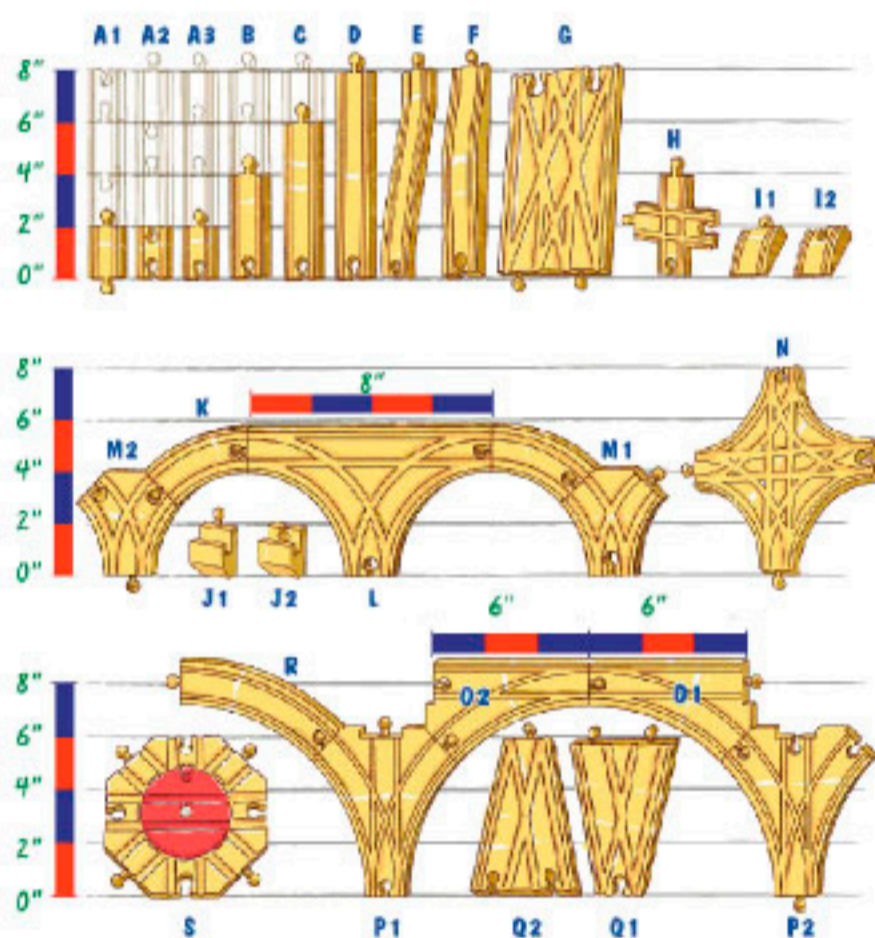 A1 A2 A3 B C D E F G
8"
6"
H
4"
I1 I2
2"
0"
8"
N
8"
K
6"
M2 M1
4"
2"
0"
J1 J2 L
6" 6"
R
8"
O2 O1
6"
4"
2"
0"
S P1 Q2 Q1 P2